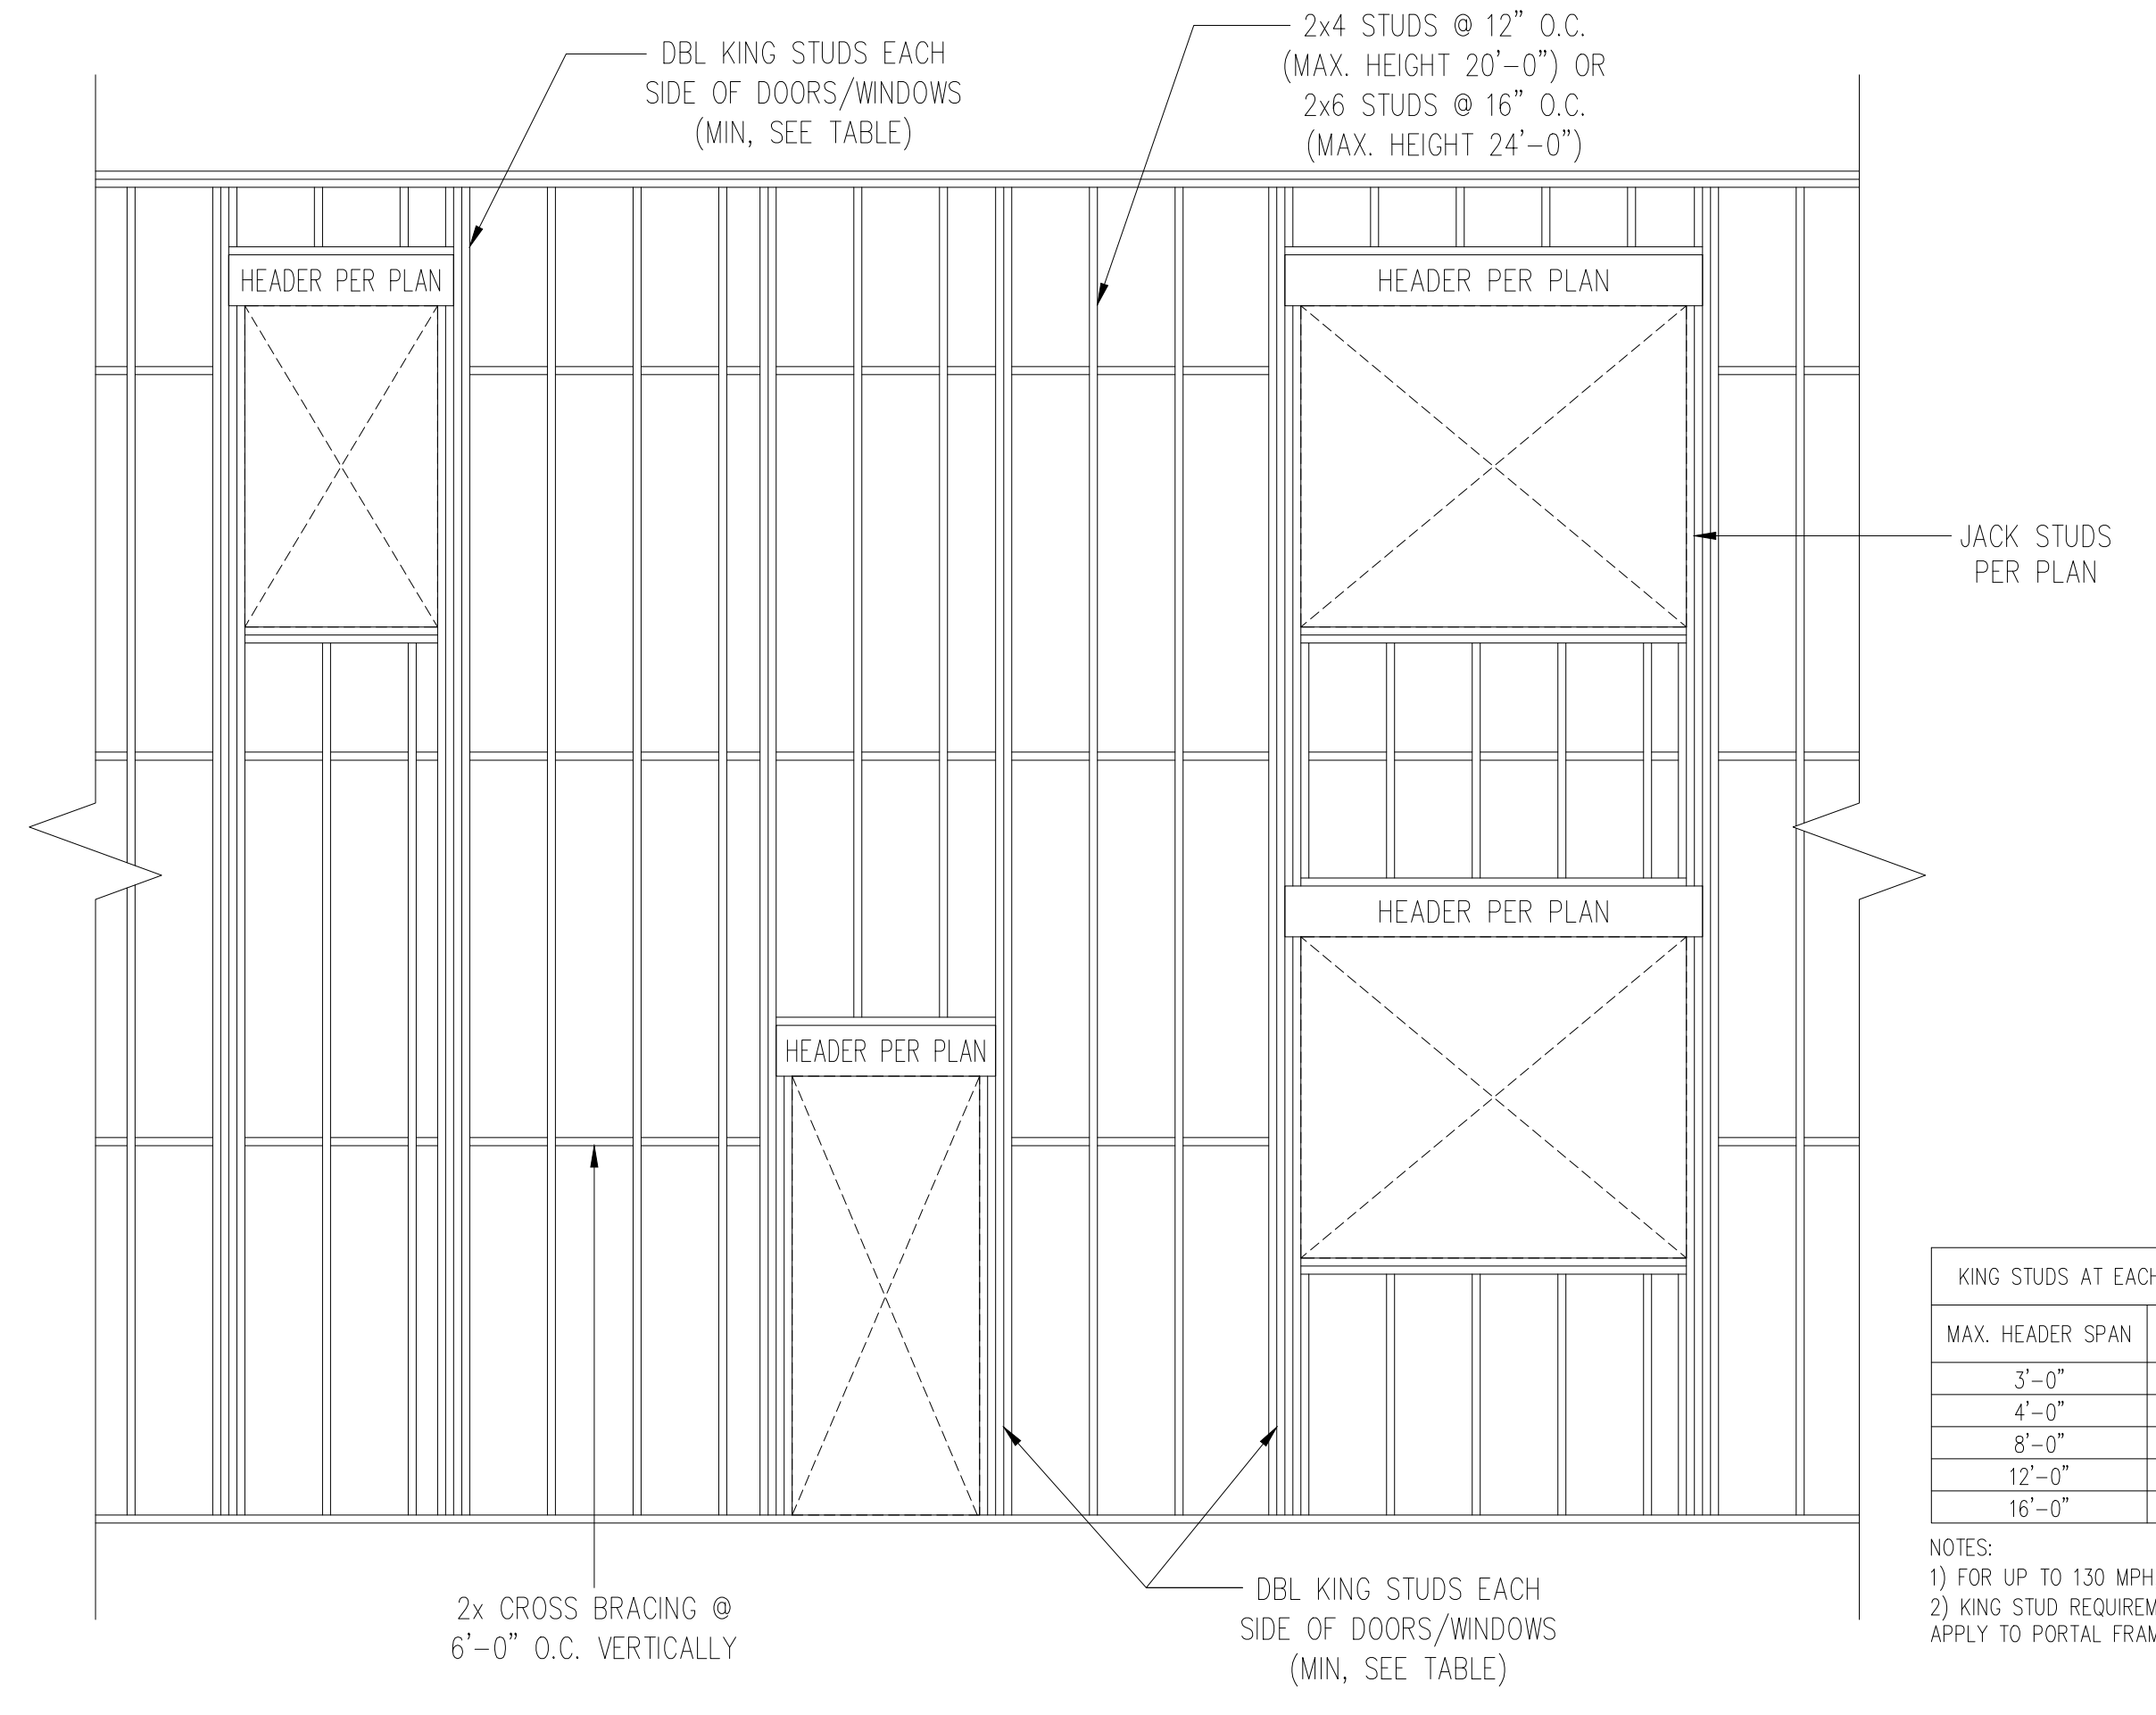 DBL KING STUDS EACH
SIDE OF DOORS/WINDOWS
(MIN, SEE TABLE)
2x4 STUDS @ 12" O.C.
(MAX. HEIGHT 20'-0") OR
2x6 STUDS @ 16" O.C.
(MAX. HEIGHT 24'-0")
HEADER PER PLAN
HEADER PER PLAN
JACK STUDS
PER PLAN
HEADER PER PLAN
HEADER PER PLAN
KING STUDS AT EACH
MAX. HEADER SPAN
3'-0"
4'-0"
8'-0"
12'-0"
16'-0"
NOTES:
1) FOR UP TO 130 MPH
2) KING STUD
APPLY TO PORTAL
2x CROSS BRACING @
6'-0" O.C. VERTICALLY
DBL KING STUDS EACH
SIDE OF DOORS/WINDOWS
(MIN, SEE TABLE)